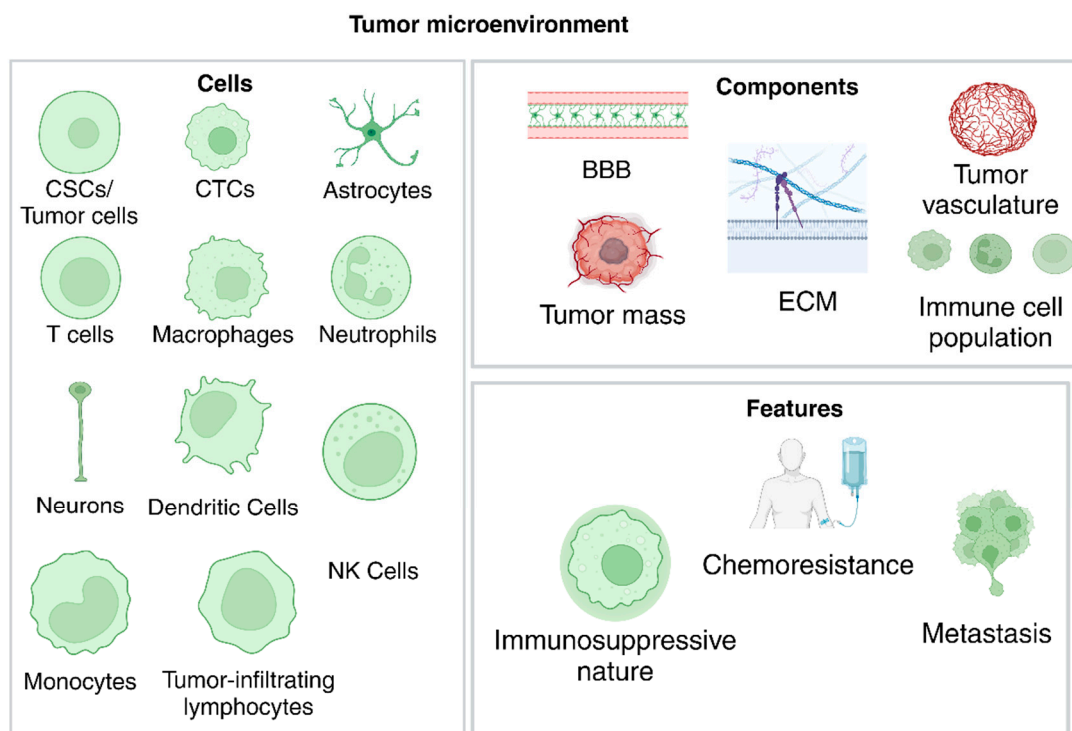 Tumor microenvironment
Cells
CSCs/
Tumor cells
CTCs
Astrocytes
T cells
Macrophages
Neutrophils
Neurons
Dendritic Cells
NK Cells
Monocytes
Tumor-infiltrating
lymphocytes
Components
BBB
Tumor
vasculature
Tumor mass
ECM
Immune cell
population
Features
Immunosuppressive
nature
Chemoresistance
Metastasis